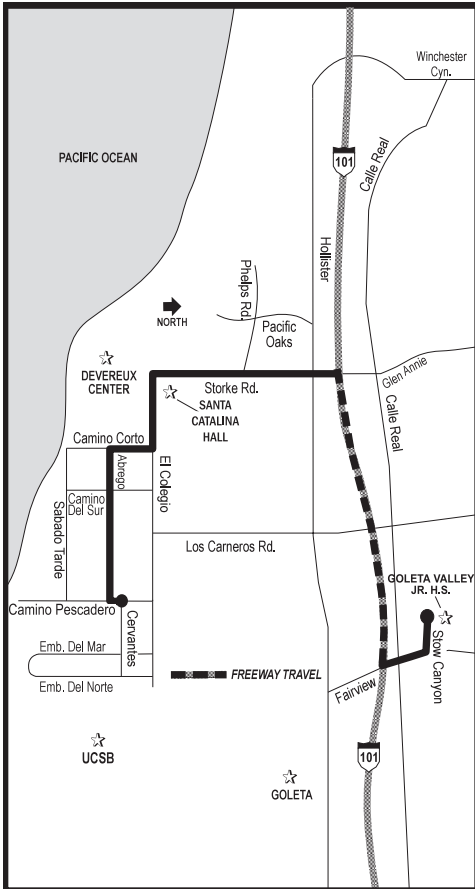 Winchester
Cyn.
PACIFIC OCEAN
101
Calle Real
Hollister
Phelps Rd.
NORTH
Pacific
Oaks
DEVEREUX
CENTER
Storke Rd.
Glen Annie
SANTA
CATALINA
HALL
Calle Real
Camino Corto
Abrego
El Colegio
Camino
Del Sur
Sabado Tarde
Los Carneros Rd.
GOLETA VALLEY
JR. H.S.
Camino Pescadero
Cervantes
Stow Canyon
Emb. Del Mar
FREEWAY TRAVEL
Emb. Del Norte
Fairview
UCSB
101
GOLETA